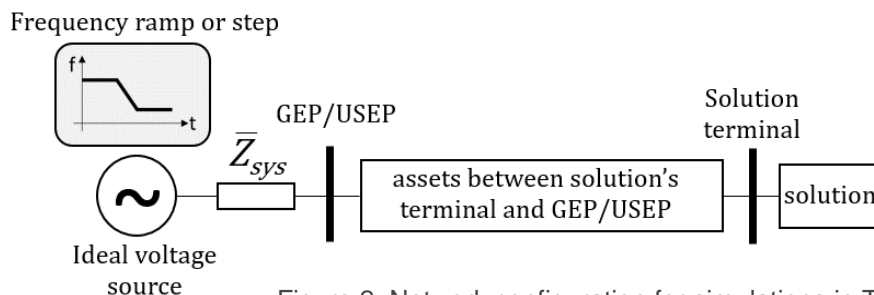 Frequency ramp or step
f
t
GEP/USEP
Solution
terminal
Z̅sys
assets between solution's
terminal and GEP/USEP
solution
Ideal voltage
source